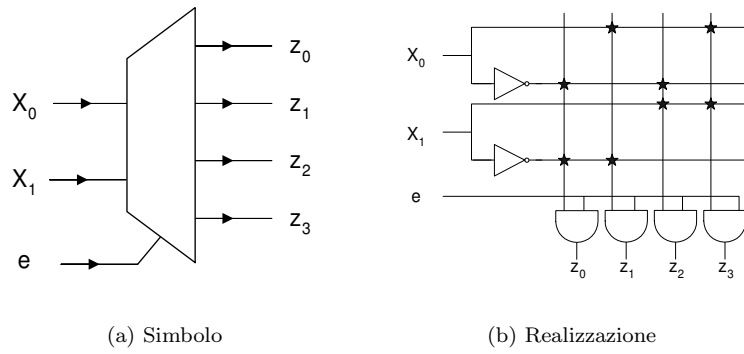 X0
X1
e
z0
z1
z2
z3
(a) Simbolo
X0
X1
e
z0 z1 z2 z3
(b) Realizzazione